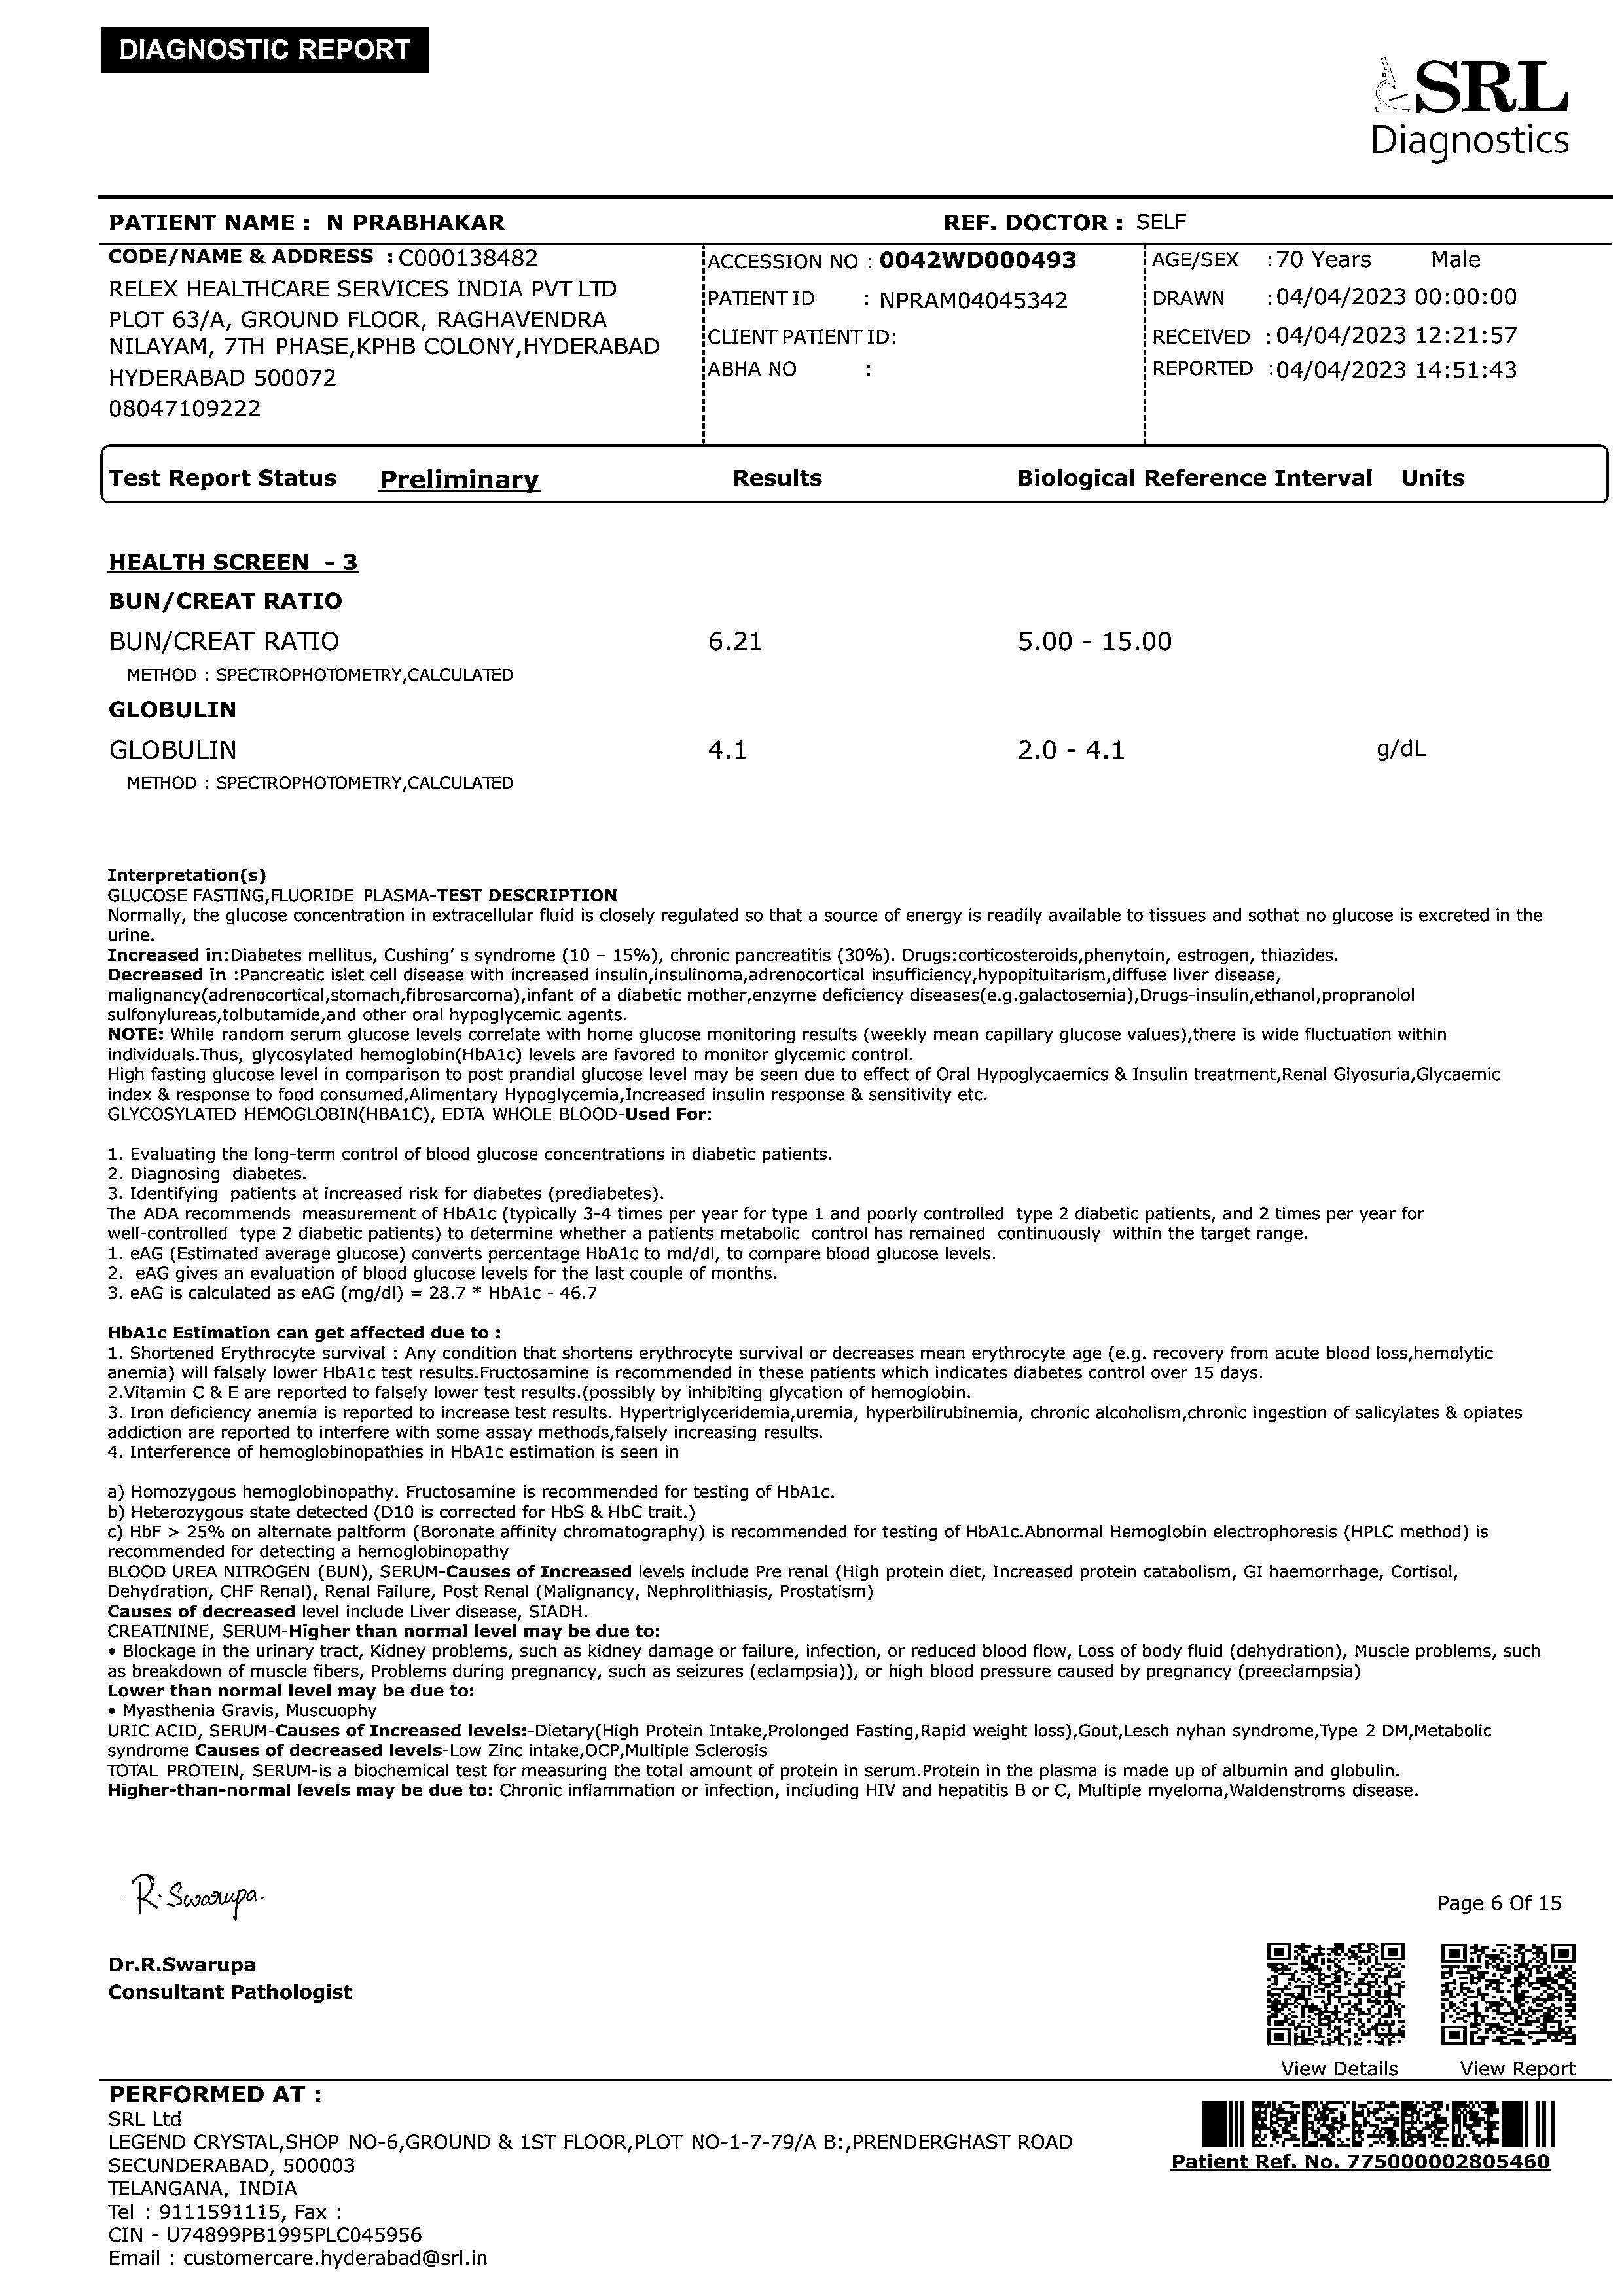 DIAGNOSTIC REPORT
SRL
Diagnostics
PATIENT NAME : N PRABHAKAR REF. DOCTOR : SELF
CODE/NAME & ADDRESS : C000138482 ACCESSION NO : 0042WD000493 AGE/SEX : 70 Years Male
RELEX HEALTHCARE SERVICES INDIA PVT LTD PATIENT ID : NPRAM04045342 DRAWN : 04/04/2023 00:00:00
PLOT 63/A, GROUND FLOOR, RAGHAVENDRA
NILAYAM, 7TH PHASE,KPHB COLONY,HYDERABAD CLIENT PATIENT ID: RECEIVED : 04/04/2023 12:21:57
HYDERABAD 500072 ABHA NO : REPORTED : 04/04/2023 14:51:43
08047109222
Test Report Status Preliminary Results Biological Reference Interval Units
HEALTH SCREEN - 3
BUN/CREAT RATIO
BUN/CREAT RATIO 6.21 5.00 - 15.00
METHOD : SPECTROPHOTOMETRY,CALCULATED
GLOBULIN
GLOBULIN 4.1 2.0 - 4.1 g/dL
METHOD : SPECTROPHOTOMETRY,CALCULATED
Interpretation(s)
GLUCOSE FASTING,FLUORIDE PLASMA-TEST DESCRIPTION
Normally, the glucose concentration in extracellular fluid is closely regulated so that a source of energy is readily available to tissues and sothat no glucose is excreted in the
urine.
Increased in:Diabetes mellitus, Cushing' s syndrome (10 – 15%), chronic pancreatitis (30%). Drugs:corticosteroids,phenytoin, estrogen, thiazides.
Decreased in :Pancreatic islet cell disease with increased insulin,insulinoma,adrenocortical insufficiency,hypopituitarism,diffuse liver disease,
malignancy(adrenocortical,stomach,fibrosarcoma),infant of a diabetic mother,enzyme deficiency diseases(e.g.galactosemia),Drugs-insulin,ethanol,propranolol
sulfonylureas,tolbutamide,and other oral hypoglycemic agents.
NOTE: While random serum glucose levels correlate with home glucose monitoring results (weekly mean capillary glucose values),there is wide fluctuation within
individuals.Thus, glycosylated hemoglobin(HbA1c) levels are favored to monitor glycemic control.
High fasting glucose level in comparison to post prandial glucose level may be seen due to effect of Oral Hypoglycaemics & Insulin treatment,Renal Glyosuria,Glycaemic
index & response to food consumed,Alimentary Hypoglycemia,Increased insulin response & sensitivity etc.
GLYCOSYLATED HEMOGLOBIN(HBA1C), EDTA WHOLE BLOOD-Used For:
1. Evaluating the long-term control of blood glucose concentrations in diabetic patients.
2. Diagnosing diabetes.
3. Identifying patients at increased risk for diabetes (prediabetes).
The ADA recommends measurement of HbA1c (typically 3-4 times per year for type 1 and poorly controlled type 2 diabetic patients, and 2 times per year for
well-controlled type 2 diabetic patients) to determine whether a patients metabolic control has remained continuously within the target range.
1. eAG (Estimated average glucose) converts percentage HbA1c to md/dl, to compare blood glucose levels.
2. eAG gives an evaluation of blood glucose levels for the last couple of months.
3. eAG is calculated as eAG (mg/dl) = 28.7 * HbA1c - 46.7
HbA1c Estimation can get affected due to :
1. Shortened Erythrocyte survival : Any condition that shortens erythrocyte survival or decreases mean erythrocyte age (e.g. recovery from acute blood loss,hemolytic
anemia) will falsely lower HbA1c test results.Fructosamine is recommended in these patients which indicates diabetes control over 15 days.
2.Vitamin C & E are reported to falsely lower test results.(possibly by inhibiting glycation of hemoglobin.
3. Iron deficiency anemia is reported to increase test results. Hypertriglyceridemia,uremia, hyperbilirubinemia, chronic alcoholism,chronic ingestion of salicylates & opiates
addiction are reported to interfere with some assay methods,falsely increasing results.
4. Interference of hemoglobinopathies in HbA1c estimation is seen in
a) Homozygous hemoglobinopathy. Fructosamine is recommended for testing of HbA1c.
b) Heterozygous state detected (D10 is corrected for HbS & HbC trait.)
c) HbF > 25% on alternate paltform (Boronate affinity chromatography) is recommended for testing of HbA1c.Abnormal Hemoglobin electrophoresis (HPLC method) is
recommended for detecting a hemoglobinopathy
BLOOD UREA NITROGEN (BUN), SERUM-Causes of Increased levels include Pre renal (High protein diet, Increased protein catabolism, GI haemorrhage, Cortisol,
Dehydration, CHF Renal), Renal Failure, Post Renal (Malignancy, Nephrolithiasis, Prostatism)
Causes of decreased level include Liver disease, SIADH.
CREATININE, SERUM-Higher than normal level may be due to:
• Blockage in the urinary tract, Kidney problems, such as kidney damage or failure, infection, or reduced blood flow, Loss of body fluid (dehydration), Muscle problems, such
as breakdown of muscle fibers, Problems during pregnancy, such as seizures (eclampsia)), or high blood pressure caused by pregnancy (preeclampsia)
Lower than normal level may be due to:
• Myasthenia Gravis, Muscuophy
URIC ACID, SERUM-Causes of Increased levels:-Dietary(High Protein Intake,Prolonged Fasting,Rapid weight loss),Gout,Lesch nyhan syndrome,Type 2 DM,Metabolic
syndrome Causes of decreased levels-Low Zinc intake,OCP,Multiple Sclerosis
TOTAL PROTEIN, SERUM-is a biochemical test for measuring the total amount of protein in serum.Protein in the plasma is made up of albumin and globulin.
Higher-than-normal levels may be due to: Chronic inflammation or infection, including HIV and hepatitis B or C, Multiple myeloma,Waldenstroms disease.
R. Swarupa.
Page 6 Of 15
Dr.R.Swarupa
Consultant Pathologist
View Details View Report
PERFORMED AT :
SRL Ltd
LEGEND CRYSTAL,SHOP NO-6,GROUND & 1ST FLOOR,PLOT NO-1-7-79/A B:,PRENDERGHAST ROAD
SECUNDERABAD, 500003
Patient Ref. No. 775000002805460
TELANGANA, INDIA
Tel : 9111591115, Fax :
CIN - U74899PB1995PLC045956
Email : customercare.hyderabad@srl.in